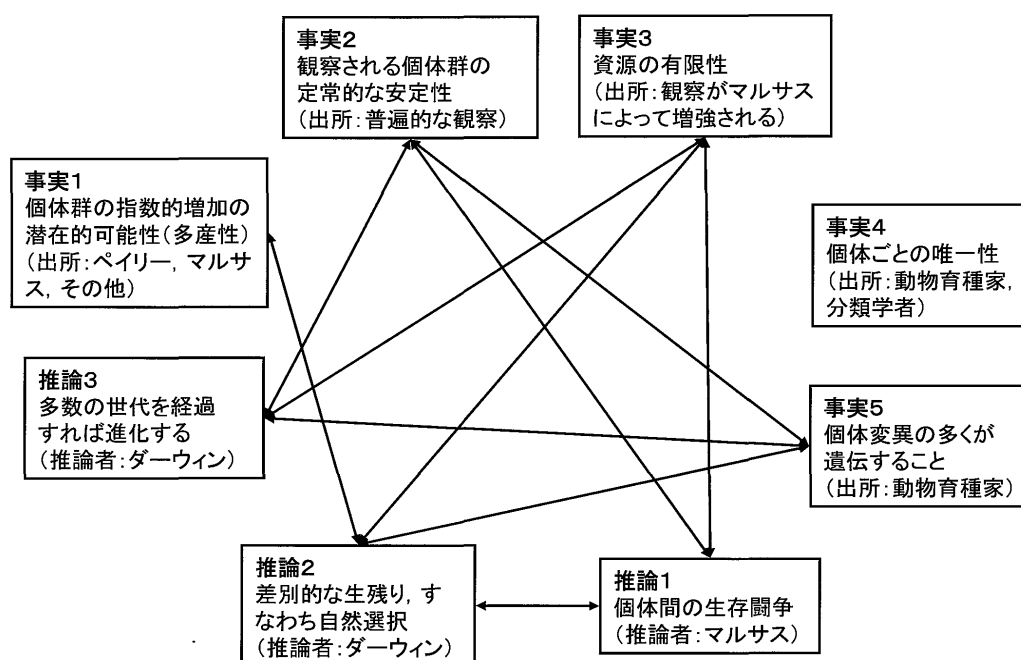 事実2
観察される個体群の
定常的な安定性
(出所:普遍的な観察)
事実3
資源の有限性
(出所:観察がマルサス
によって増強される)
事実1
個体群の指数的増加の
潜在的可能性(多産性)
(出所:ペイリー,マルサ
ス,その他)
事実4
個体ごとの唯一性
(出所:動物育種家,
分類学者)
推論3
多数の世代を経過
すれば進化する
(推論者:ダーウィン)
事実5
個体変異の多くが
遺伝すること
(出所:動物育種家)
推論2
差別的な生残り,す
なわち自然選択
(推論者:ダーウィン)
推論1
個体間の生存闘争
(推論者:マルサス)